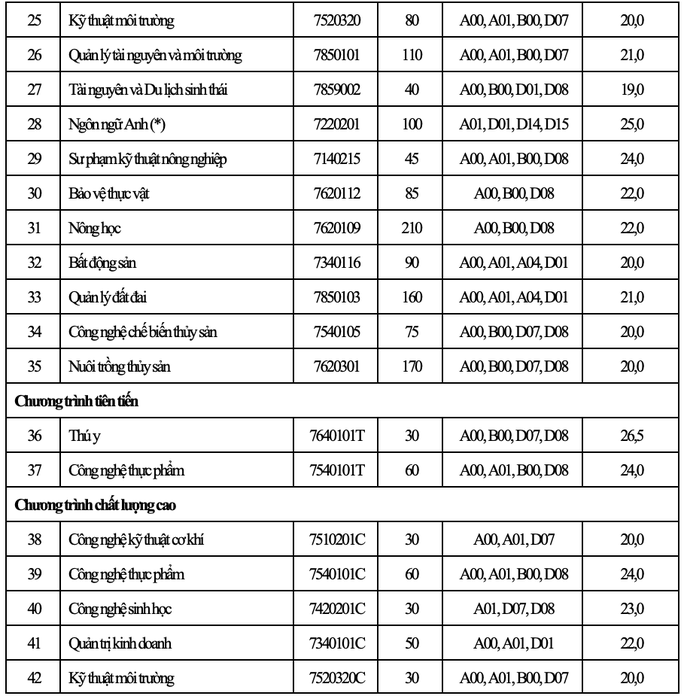 25 Kỹ thuật môi trường 7520320 80 A00, A01, B00, D07 20,0
26 Quản lý tài nguyên và môi trường 7850101 110 A00, A01, B00, D07 21,0
27 Tài nguyên và Du lịch sinh thái 7859002 40 A00, B00, D01, D08 19,0
28 Ngôn ngữ Anh (*) 7220201 100 A01, D01, D14, D15 25,0
29 Sư phạm kỹ thuật nông nghiệp 7140215 45 A00, A01, B00, D08 24,0
30 Bảo vệ thực vật 7620112 85 A00, B00, D08 22,0
31 Nông học 7620109 210 A00, B00, D08 22,0
32 Bất động sản 7340116 90 A00, A01, A04, D01 20,0
33 Quản lý đất đai 7850103 160 A00, A01, A04, D01 21,0
34 Công nghệ chế biến thủy sản 7540105 75 A00, B00, D07, D08 20,0
35 Nuôi trồng thủy sản 7620301 170 A00, B00, D07, D08 20,0
Chương trình tiên tiến
36 Thú y 7640101T 30 A00, B00, D07, D08 26,5
37 Công nghệ thực phẩm 7540101T 60 A00, A01, B00, D08 24,0
Chương trình chất lượng cao
38 Công nghệ kỹ thuật cơ khí 7510201C 30 A00, A01, D07 20,0
39 Công nghệ thực phẩm 7540101C 60 A00, A01, B00, D08 24,0
40 Công nghệ sinh học 7420201C 30 A01, D07, D08 23,0
41 Quản trị kinh doanh 7340101C 50 A00, A01, D01 22,0
42 Kỹ thuật môi trường 7520320C 30 A00, A01, B00, D07 20,0